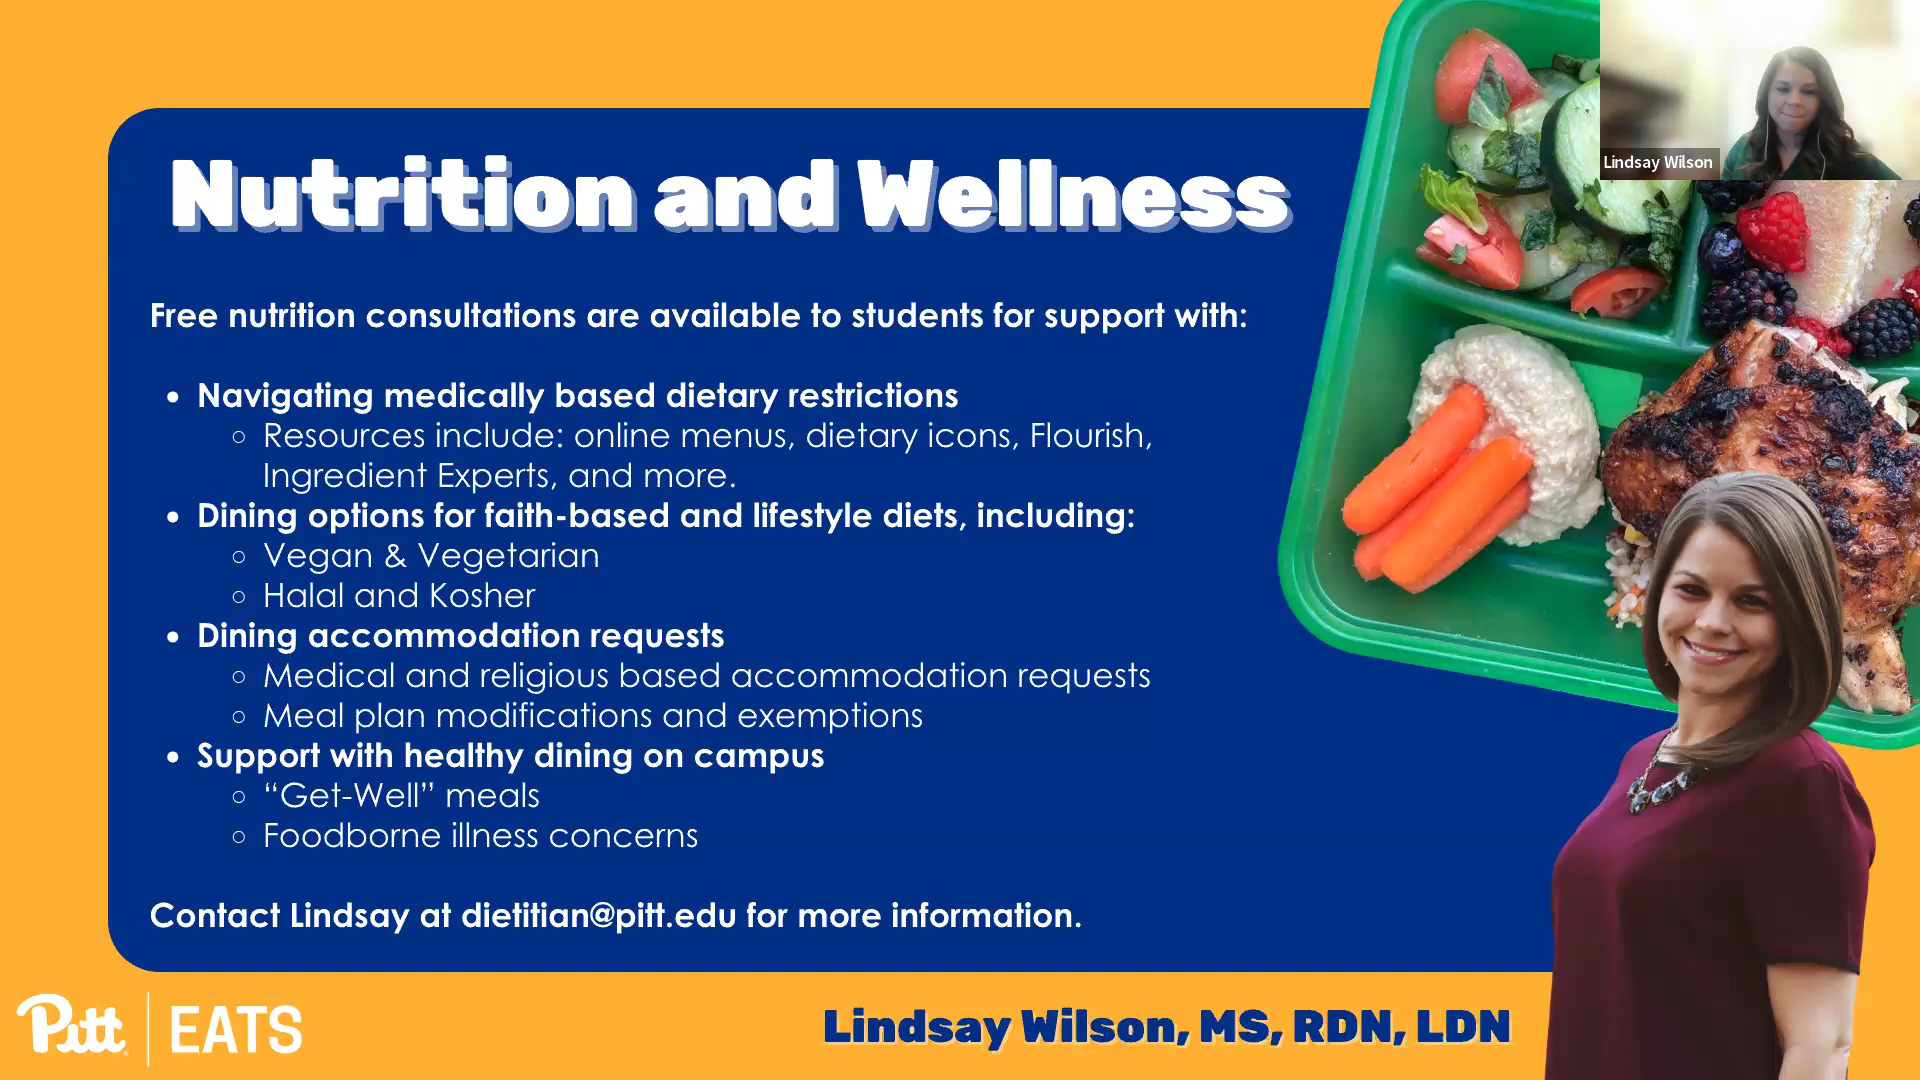 Lindsay Wilson
Nutrition and Wellness
Free nutrition consultations are available to students for support with:
• Navigating medically based dietary restrictions
○ Resources include: online menus, dietary icons, Flourish,
Ingredient Experts, and more.
• Dining options for faith-based and lifestyle diets, including:
○ Vegan & Vegetarian
○ Halal and Kosher
• Dining accommodation requests
○ Medical and religious based accommodation requests
○ Meal plan modifications and exemptions
• Support with healthy dining on campus
○ “Get-Well” meals
○ Foodborne illness concerns
Contact Lindsay at dietitian@pitt.edu for more information.
Pitt | EATS
Lindsay Wilson, MS, RDN, LDN